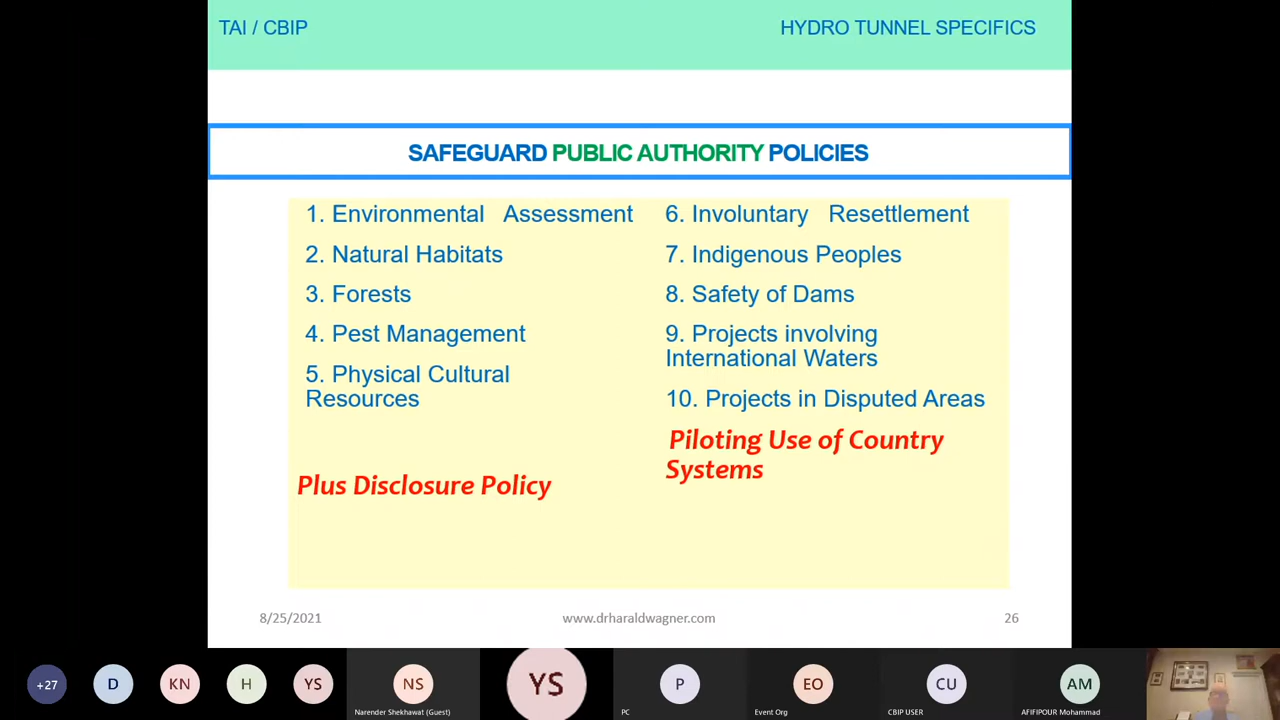 TAI / CBIP
HYDRO TUNNEL SPECIFICS
SAFEGUARD PUBLIC AUTHORITY POLICIES
1. Environmental Assessment
2. Natural Habitats
3. Forests
4. Pest Management
5. Physical Cultural
Resources
Plus Disclosure Policy
6. Involuntary Resettlement
7. Indigenous Peoples
8. Safety of Dams
9. Projects involving
International Waters
10. Projects in Disputed Areas
Piloting Use of Country
Systems
8/25/2021
www.drharaldwagner.com
26
+27
D
KN
H
YS
NS
Narender Shekhawat (Guest)
YS
P
PC
EO
Event Org
CU
CBIP USER
AM
AFIFIPOUR Mohammad